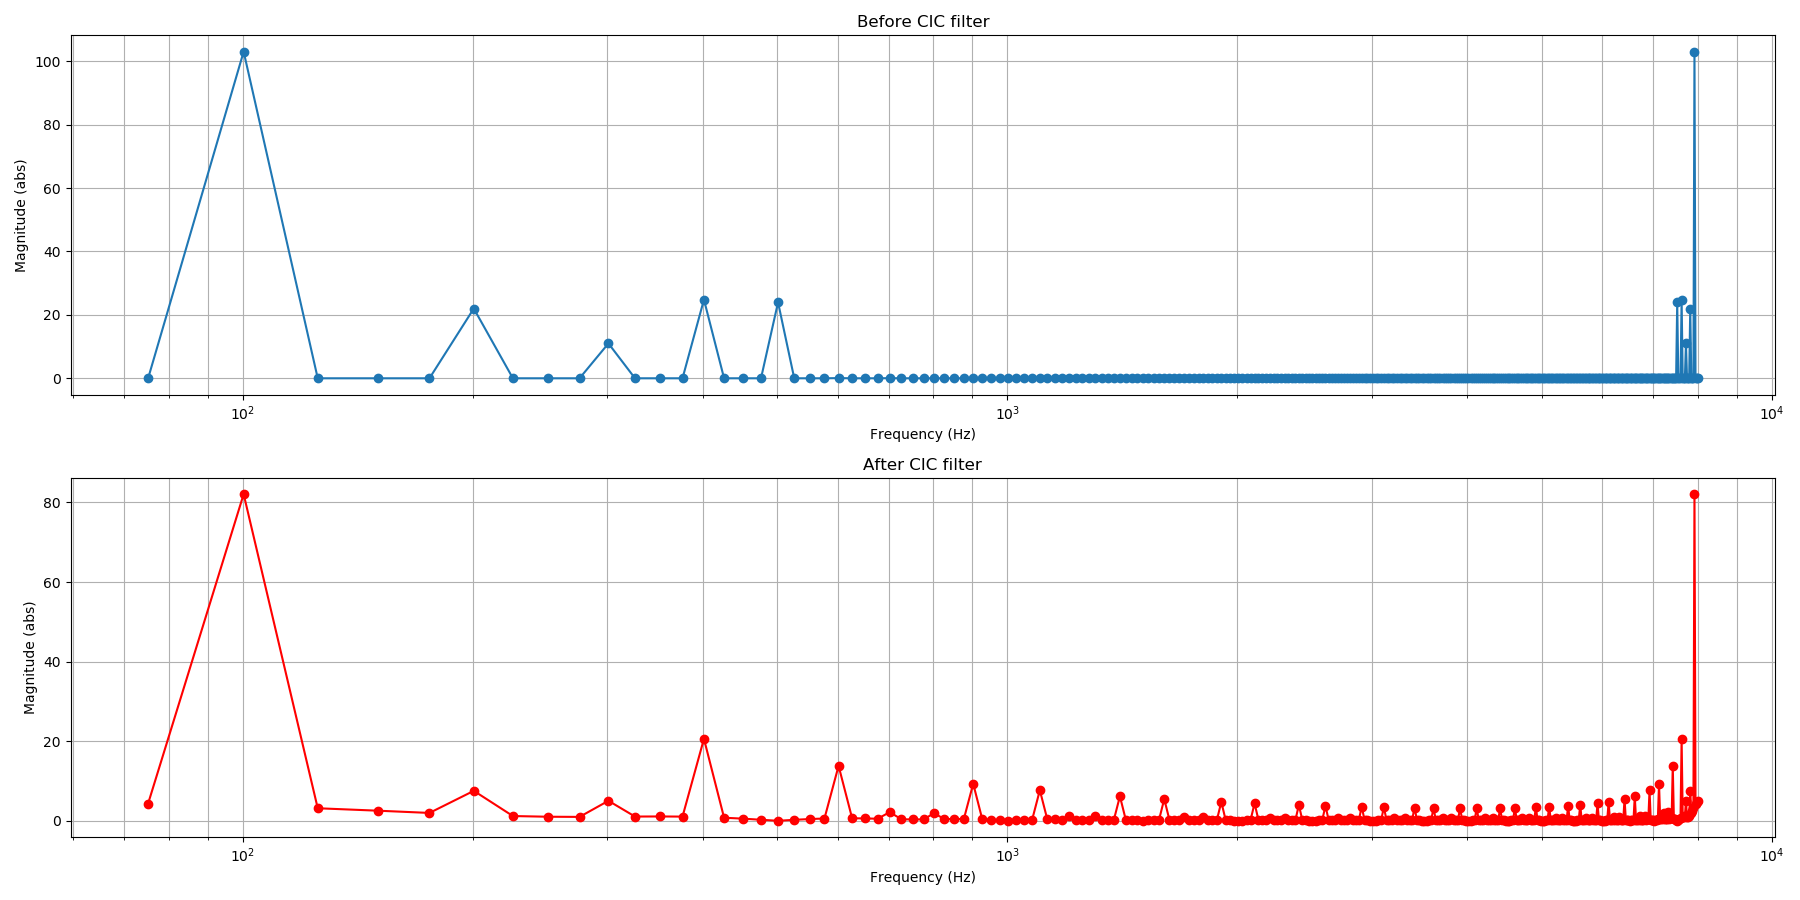 Before CIC filter
Magnitude (abs)
100
80
60
40
20
0
10²
10³
10⁴
Frequency (Hz)
After CIC filter
Magnitude (abs)
80
60
40
20
0
10²
10³
10⁴
Frequency (Hz)